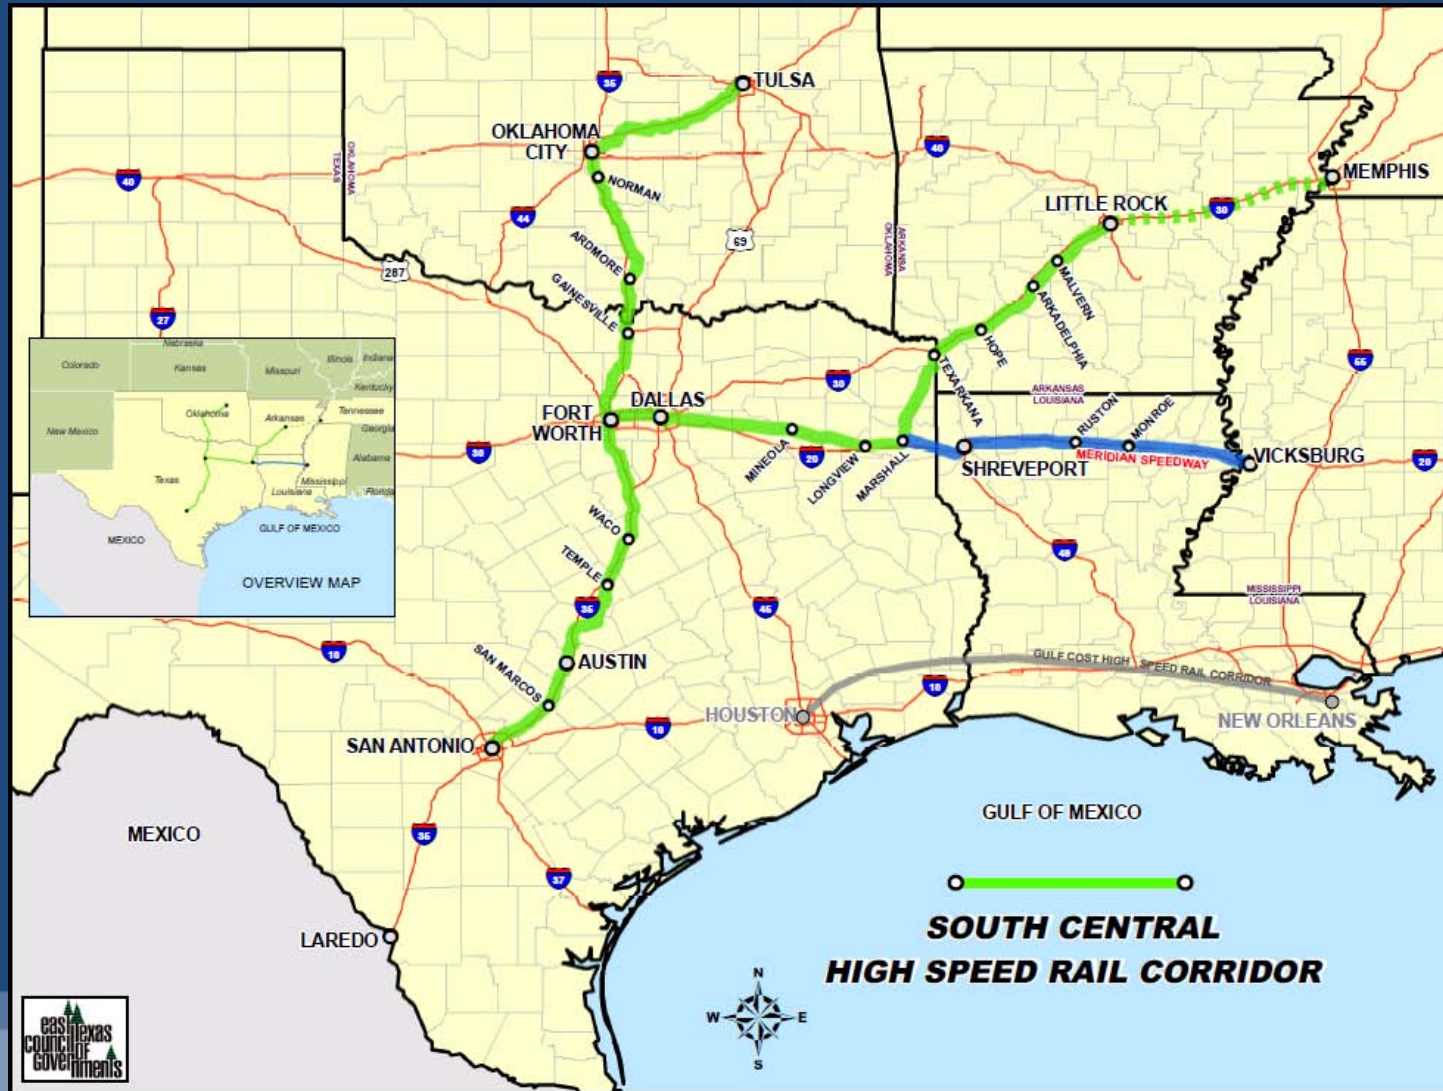 35
TULSA
OKLAHOMA
CITY
40
MEMPHIS
OKLAHOMA
TEXAS
40
NORMAN
LITTLE ROCK
30
44
ARDMORE
69
ARKANSA
OKLAHOMA
287
MALVERN
GAINESVILLE
ARKADELPHIA
27
HOPE
55
TEXARKANA
30
ARKANSAS
LOUISIANA
DALLAS
FORT
WORTH
RUSTON
MONROE
30
MINEOLA
20
LONGVIEW
MARSHALL
SHREVEPORT
MERIDIAN SPEEDWAY
VICKSBURG
20
WACO
TEMPLE
49
35
45
MISSISSIPPI
LOUISIANA
10
SAN MARCOS
AUSTIN
GULF COST HIGH SPEED RAIL CORRIDOR
10
HOUSTON
10
NEW ORLEANS
SAN ANTONIO
MEXICO
35
37
LAREDO
GULF OF MEXICO
Nebraska
Colorado
Kansas
Missouri
Illinois
Indiana
Kentucky
Oklahoma
Arkansas
Tennessee
New Mexico
Georgia
Alabama
Texas
Mississippi
Louisiana
Florida
MEXICO
GULF OF MEXICO
OVERVIEW MAP
SOUTH CENTRAL
HIGH SPEED RAIL CORRIDOR
N
W
E
S
east texas
council of
governments